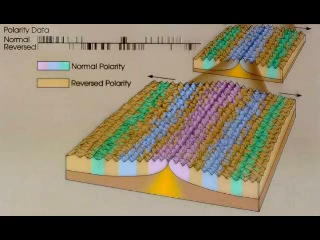 Polarity Data
Normal
Reversed
Normal Polarity
Reversed Polarity